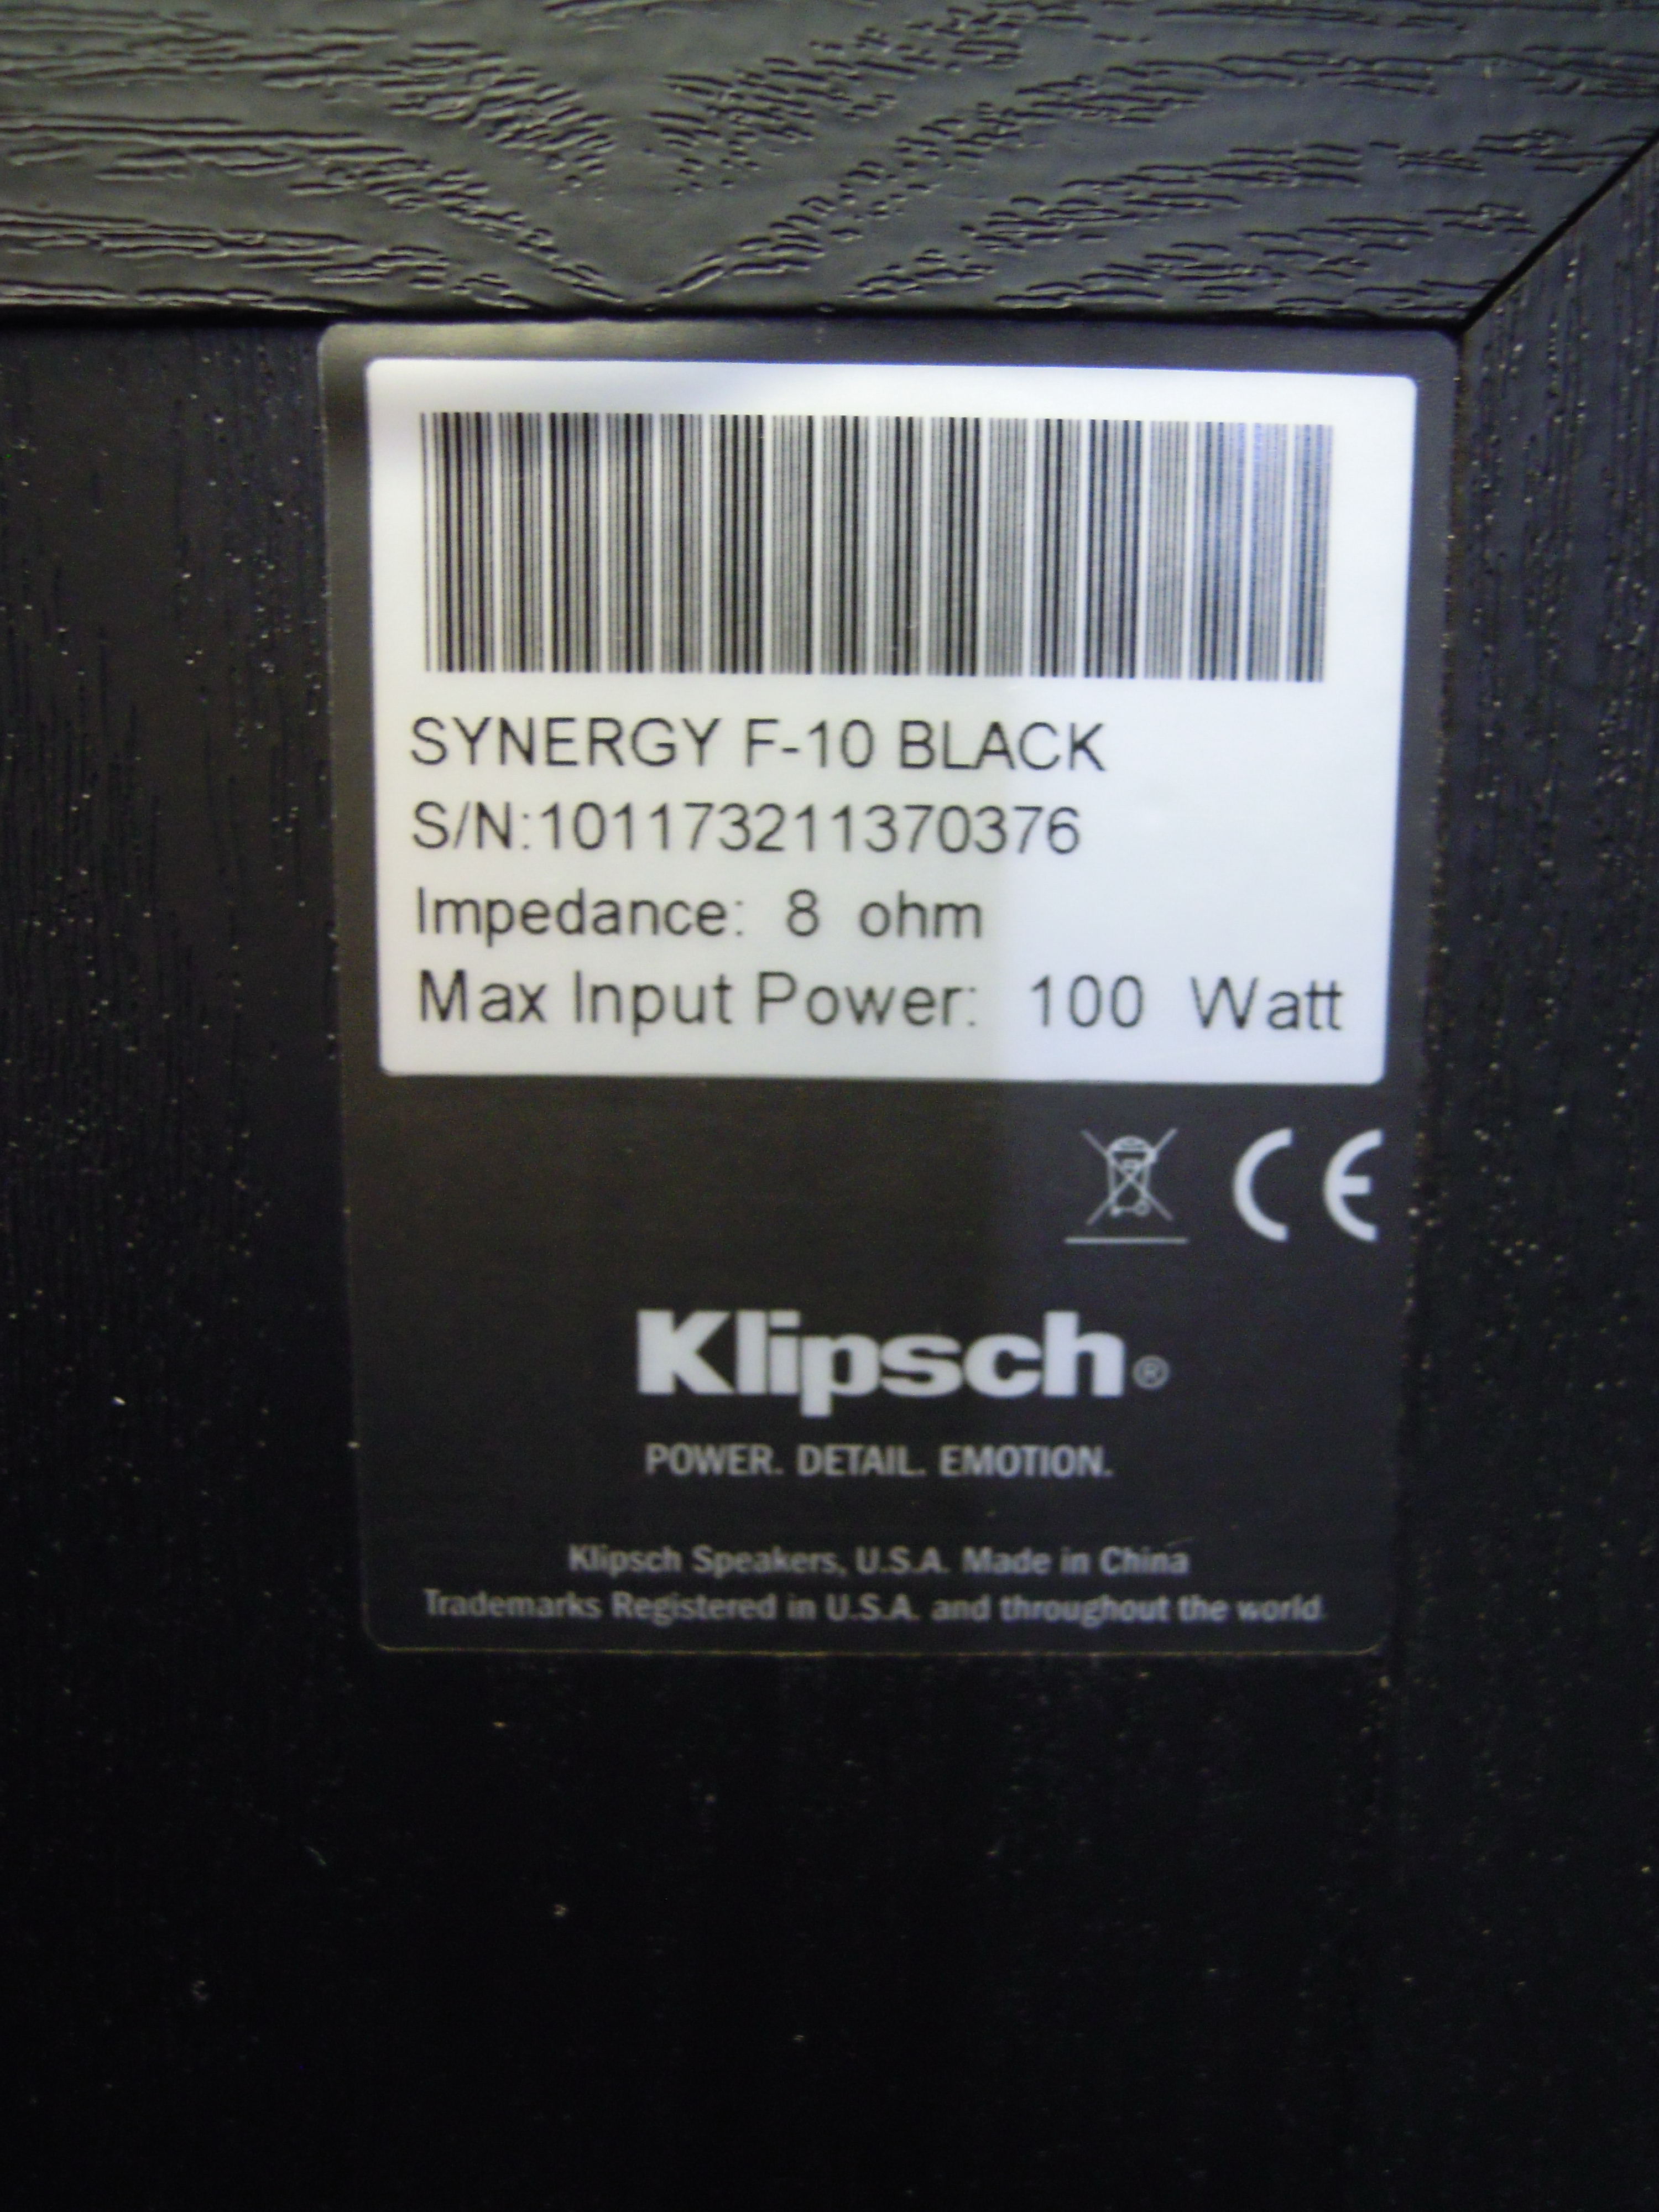 SYNERGY F-10 BLACK
S/N:101173211370376
Impedance: 8 ohm
Max Input Power: 100 Watt
CE
Klipsch®
POWER. DETAIL. EMOTION.
Klipsch Speakers, U.S.A. Made in China
Trademarks Registered in U.S.A. and throughout the world